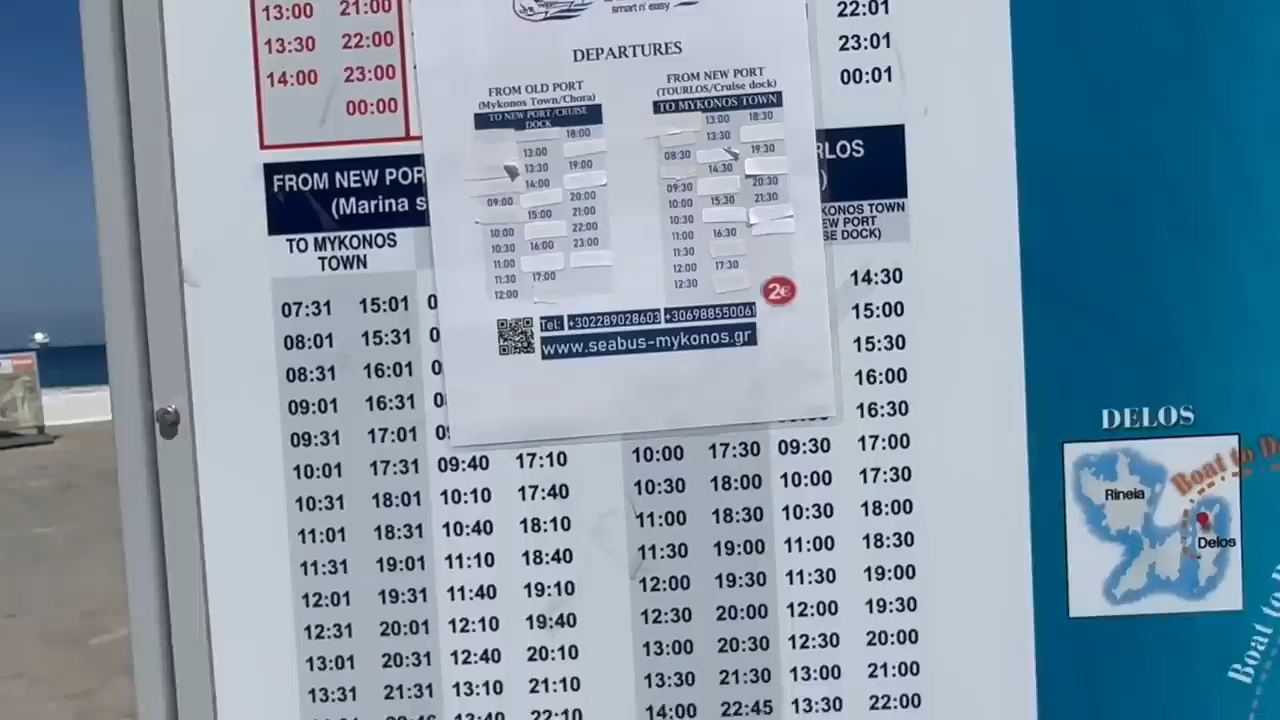 13:00 21:00
13:30 22:00
14:00 23:00
00:00
22:01
23:01
00:01
smart n' easy
DEPARTURES
FROM OLD PORT
(Mykonos Town/Chora)
TO NEW PORT/CRUISE
DOCK
18:00
13:00
13:30 19:00
14:00
09:00 20:00
15:00 21:00
10:00 22:00
10:30 16:00 23:00
11:00
11:30 17:00
12:00
FROM NEW PORT
(TOURLOS/Cruise dock)
TO MYKONOS TOWN
13:00 18:30
13:30
08:30 19:30
14:30
09:30 20:30
10:00 15:30 21:30
10:30
11:00 16:30
11:30
12:00 17:30
12:30
2€
Tel: +302289028603 +306988550061
www.seabus-mykonos.gr
FROM NEW POR
(Marina s
TO MYKONOS
TOWN
RLOS
)
KONOS TOWN
EW PORT
SE DOCK)
07:31 15:01 0
08:01 15:31 0
08:31 16:01 0
09:01 16:31 0
09:31 17:01 09
10:01 17:31 09:40 17:10
10:31 18:01 10:10 17:40
11:01 18:31 10:40 18:10
11:31 19:01 11:10 18:40
12:01 19:31 11:40 19:10
12:31 20:01 12:10 19:40
13:01 20:31 12:40 20:10
13:31 21:31 13:10 21:10
13:40 22:10
14:30
15:00
15:30
16:00
16:30
10:00 17:30 09:30 17:00
10:30 18:00 10:00 17:30
11:00 18:30 10:30 18:00
11:30 19:00 11:00 18:30
12:00 19:30 11:30 19:00
12:30 20:00 12:00 19:30
13:00 20:30 12:30 20:00
13:30 21:30 13:00 21:00
14:00 22:45 13:30 22:00
DELOS
Boat to De
Rineia
Delos
Boat to